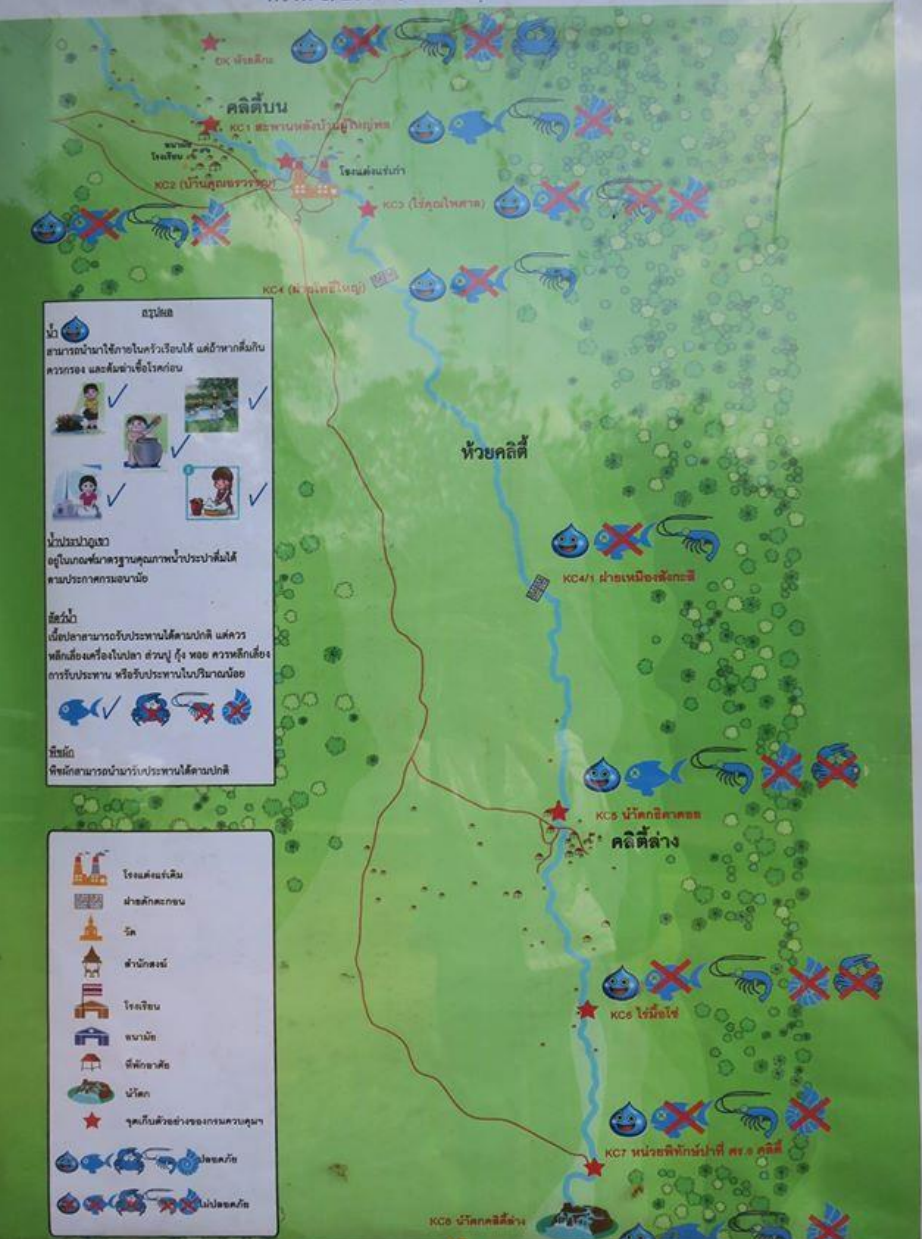 DK ห้วยดีกะ
คลิตี้บน
KC1 สะพานหลังบ้านผู้ใหญ่พล
อนามัย
โรงเรียน
โรงแต่งแร่เก่า
KC2 (บ้านคุณอรวรรณ)
KC3 (ไร่คุณไพศาล)
KC4 (ฝายโพธิ์ใหญ่)
สรุปผล
น้ำ
สามารถนำมาใช้ภายในครัวเรือนได้ แต่ถ้าหากดื่มกิน
ควรกรอง และต้มฆ่าเชื้อโรคก่อน
น้ำประปาภูเขา
อยู่ในเกณฑ์มาตรฐานคุณภาพน้ำประปาดื่มได้
ตามประกาศกรมอนามัย
สัตว์น้ำ
เนื้อปลาสามารถรับประทานได้ตามปกติ แต่ควร
หลีกเลี่ยงเครื่องในปลา ส่วนปู กุ้ง หอย ควรหลีกเลี่ยง
การรับประทาน หรือรับประทานในปริมาณน้อย
พืชผัก
พืชผักสามารถนำมารับประทานได้ตามปกติ
ห้วยคลิตี้
KC4/1 ฝายเหมืองสังกะสี
KC5 น้ำตกธิดาดอย
คลิตี้ล่าง
KC6 ไร่มือโซ่
KC7 หน่วยพิทักษ์ป่าที่ คลิตี้
KC8 น้ำตกคลิตี้ล่าง
โรงแต่งแร่เดิม
ฝายดักตะกอน
วัด
สำนักสงฆ์
โรงเรียน
อนามัย
ที่พักอาศัย
น้ำตก
จุดเก็บตัวอย่างของกรมควบคุมฯ
ปลอดภัย
ไม่ปลอดภัย